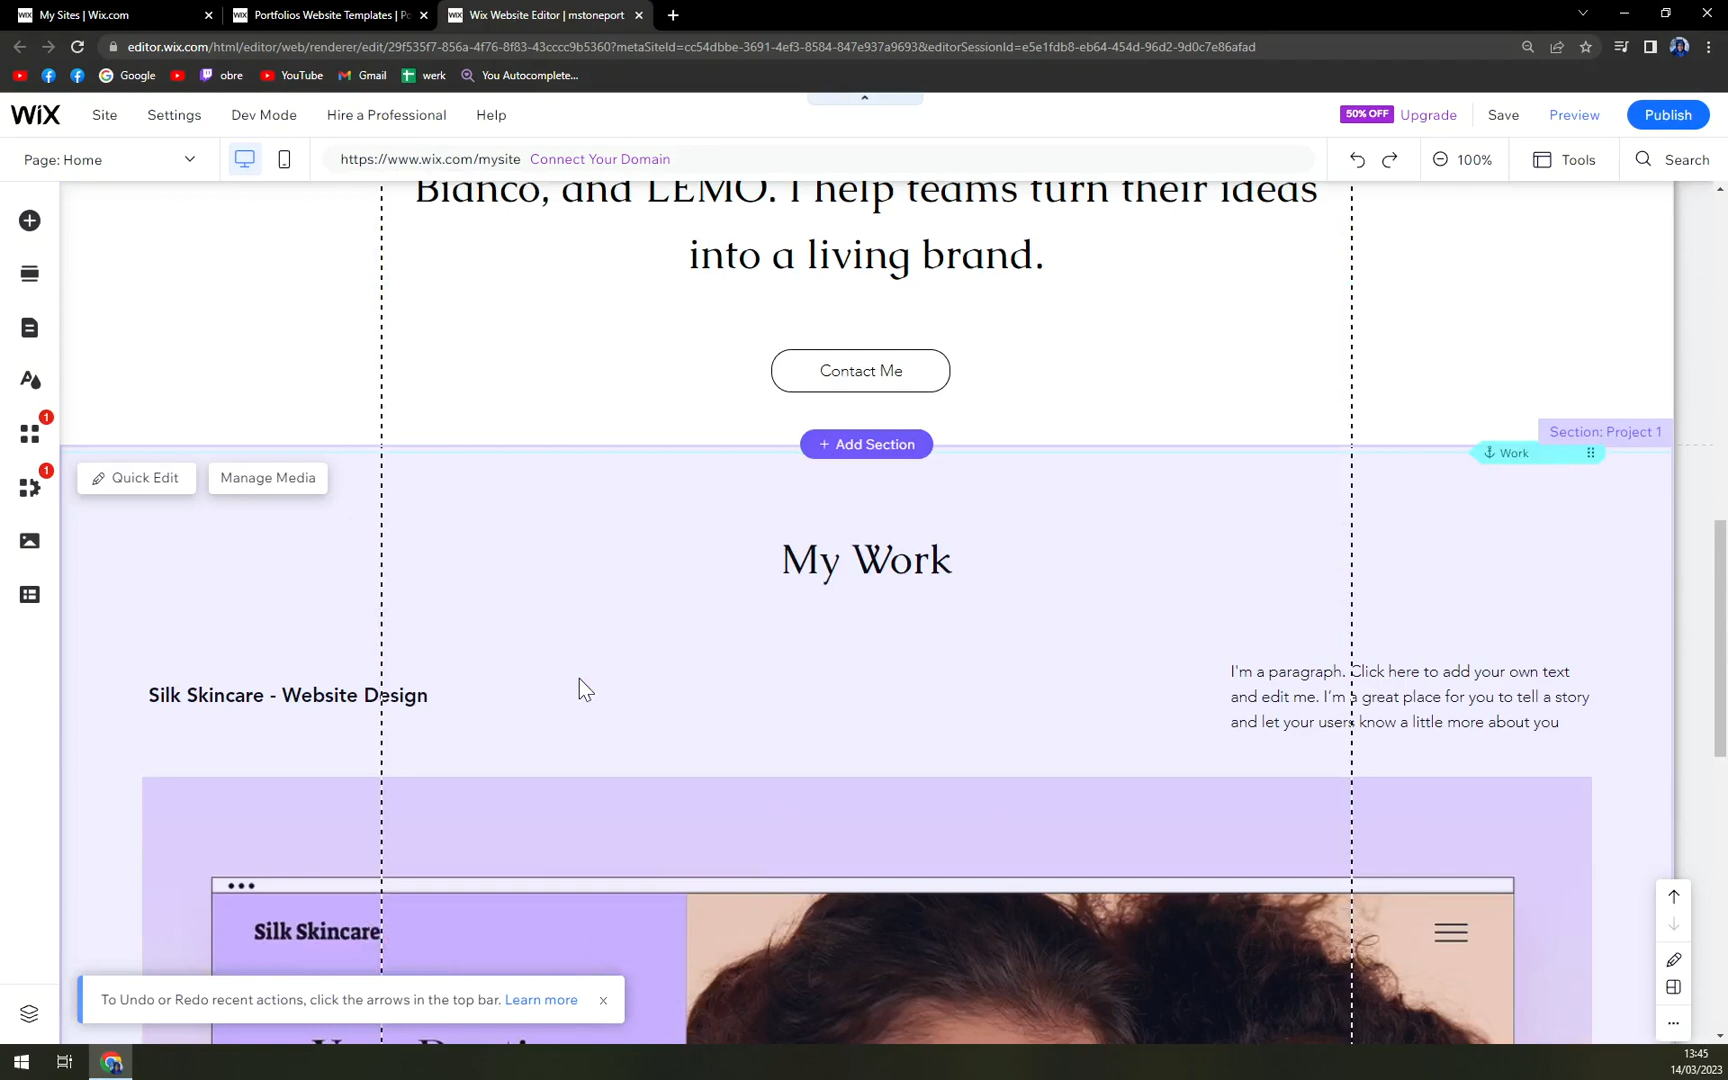 My Sites | Wix.com
Portfolios Website Templates | Po
Wix Website Editor | mstoneport
editor.wix.com/html/editor/web/renderer/edit/29f535f7-856a-4f76-8f83-43cccc9b5360?metaSiteId=cc54dbbe-3691-4ef3-8584-847e937a9693&editorSessionId=e5e1fdb8-eb64-454d-96d2-9d0c7e86afad
Google obre YouTube Gmail werk You Autocomplete...
WiX Site Settings Dev Mode Hire a Professional Help 50% OFF Upgrade Save Preview Publish
Page: Home https://www.wix.com/mysite Connect Your Domain 100% Tools Search
Bianco, and LEMO. I help teams turn their ideas
into a living brand.
Contact Me
1
+ Add Section
Section: Project 1
Work
Quick Edit Manage Media
1
My Work
Silk Skincare - Website Design
I'm a paragraph. Click here to add your own text
and edit me. I'm a great place for you to tell a story
and let your users know a little more about you
Silk Skincare
To Undo or Redo recent actions, click the arrows in the top bar. Learn more x
13:45
14/03/2023